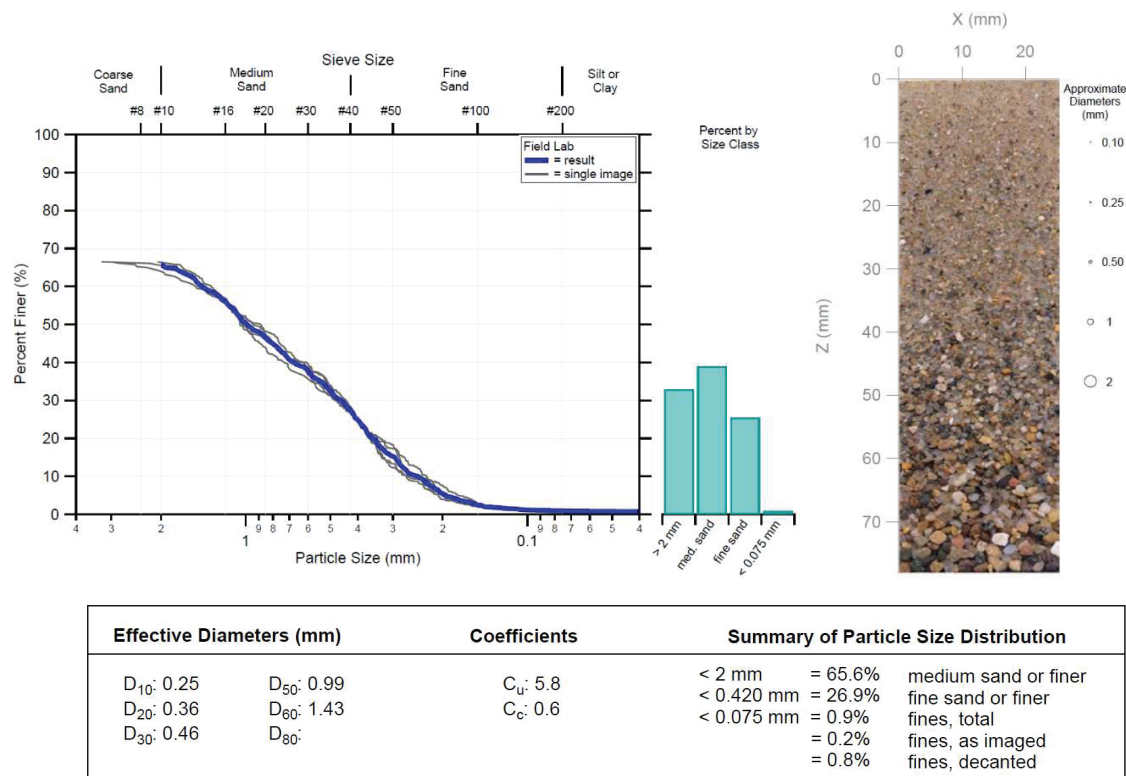 Sieve Size
Coarse Sand
Medium Sand
Fine Sand
Silt or Clay
#8 #10 #16 #20 #30 #40 #50 #100 #200
Field Lab
= result
= single image
Percent Finer (%)
100
90
80
70
60
50
40
30
20
10
0
4 3 2 1 9 8 7 6 5 4 3 2 0.1 9 8 7 6 5 4
Particle Size (mm)
Percent by
Size Class
> 2 mm
med. sand
fine sand
< 0.075 mm
X (mm)
0 10 20
Z (mm)
0
10
20
30
40
50
60
70
Approximate
Diameters
(mm)
0.10
0.25
0.50
1
2
Effective Diameters (mm)
D10: 0.25 D50: 0.99
D20: 0.36 D60: 1.43
D30: 0.46 D80:
Coefficients
Cu: 5.8
Cc: 0.6
Summary of Particle Size Distribution
< 2 mm = 65.6% medium sand or finer
< 0.420 mm = 26.9% fine sand or finer
< 0.075 mm = 0.9% fines, total
= 0.2% fines, as imaged
= 0.8% fines, decanted